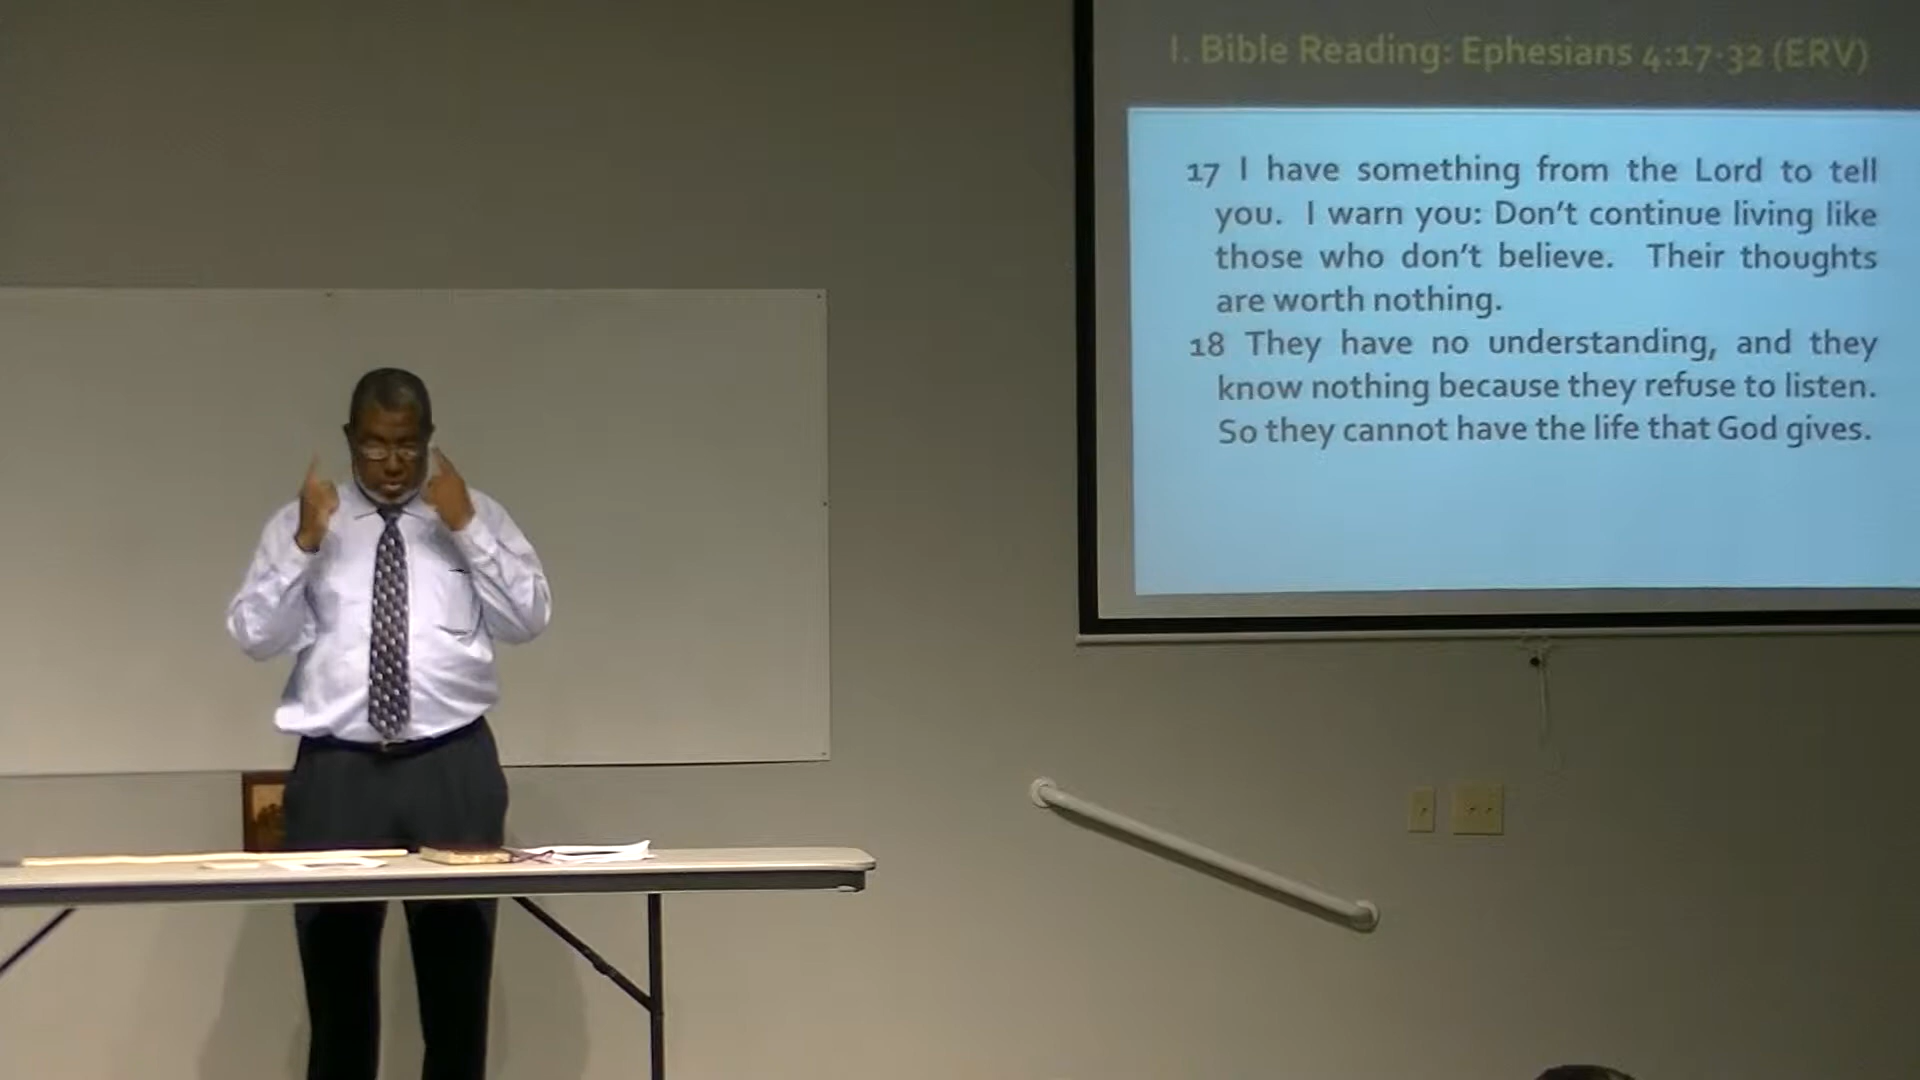 I. Bible Reading: Ephesians 4:17-32 (ERV)
17 I have something from the Lord to tell
you. I warn you: Don't continue living like
those who don't believe. Their thoughts
are worth nothing.
18 They have no understanding, and they
know nothing because they refuse to listen.
So they cannot have the life that God gives.